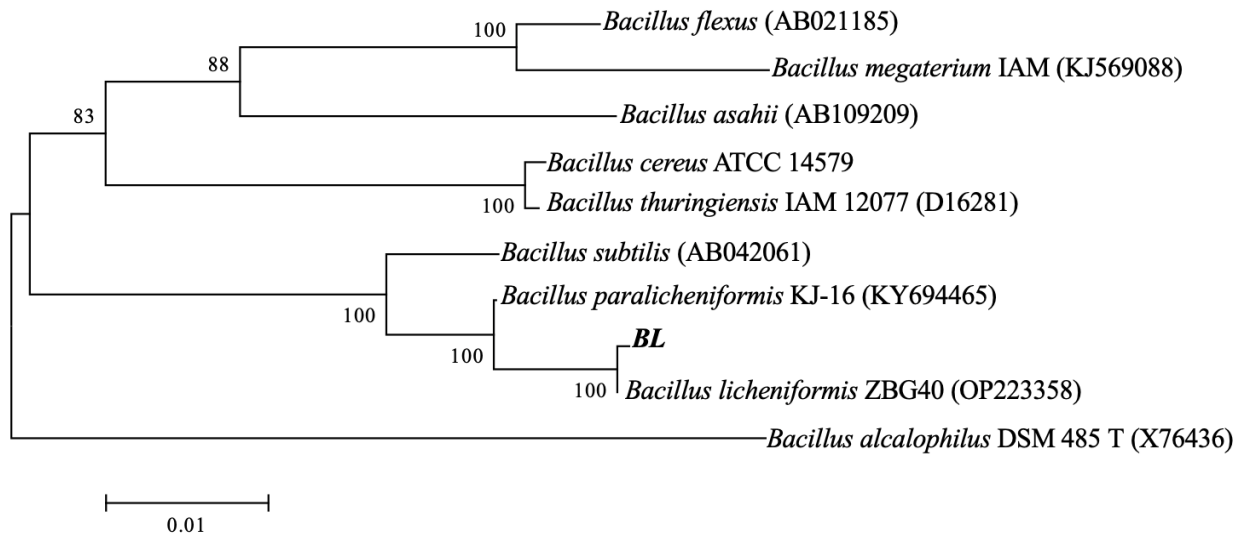 100
Bacillus flexus (AB021185)
Bacillus megaterium IAM (KJ569088)
88
Bacillus asahii (AB109209)
83
Bacillus cereus ATCC 14579
100
Bacillus thuringiensis IAM 12077 (D16281)
Bacillus subtilis (AB042061)
100
Bacillus paralicheniformis KJ-16 (KY694465)
100
BL
100
Bacillus licheniformis ZBG40 (OP223358)
Bacillus alcalophilus DSM 485 T (X76436)
0.01